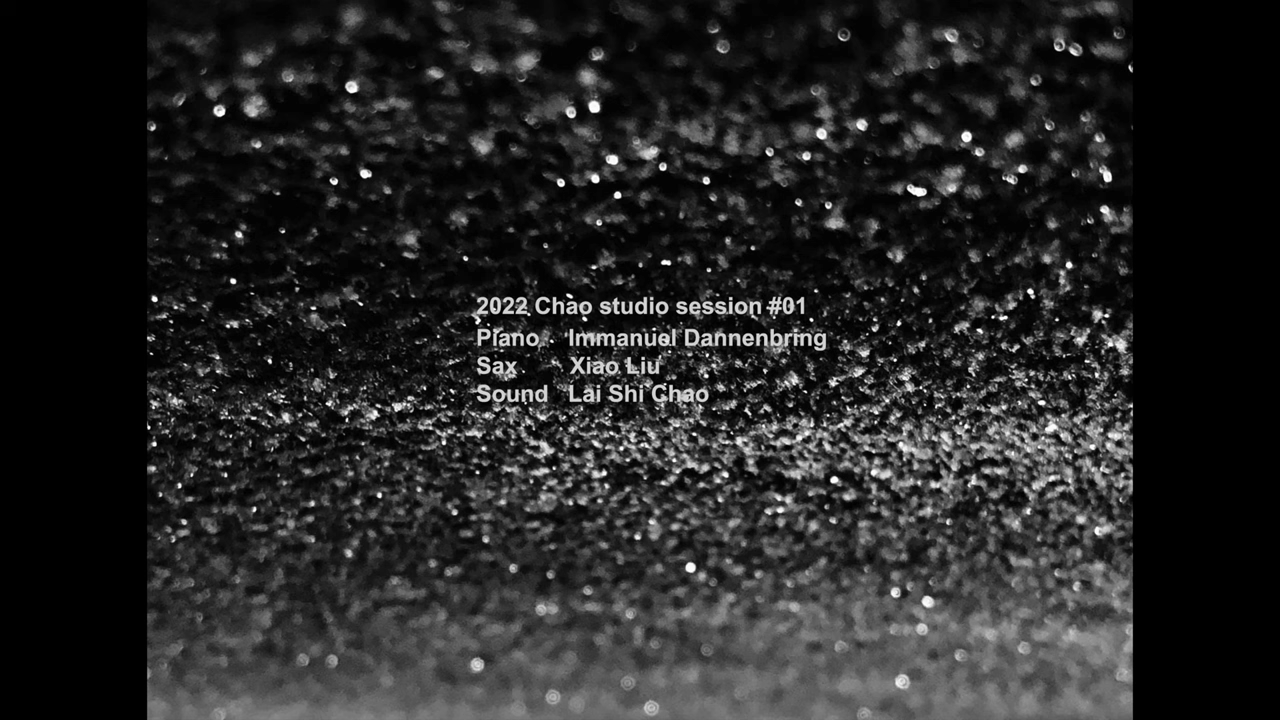 2022 Chao studio session #01
Piano Immanuel Dannenbring
Sax Xiao Liu
Sound Lai Shi Chao